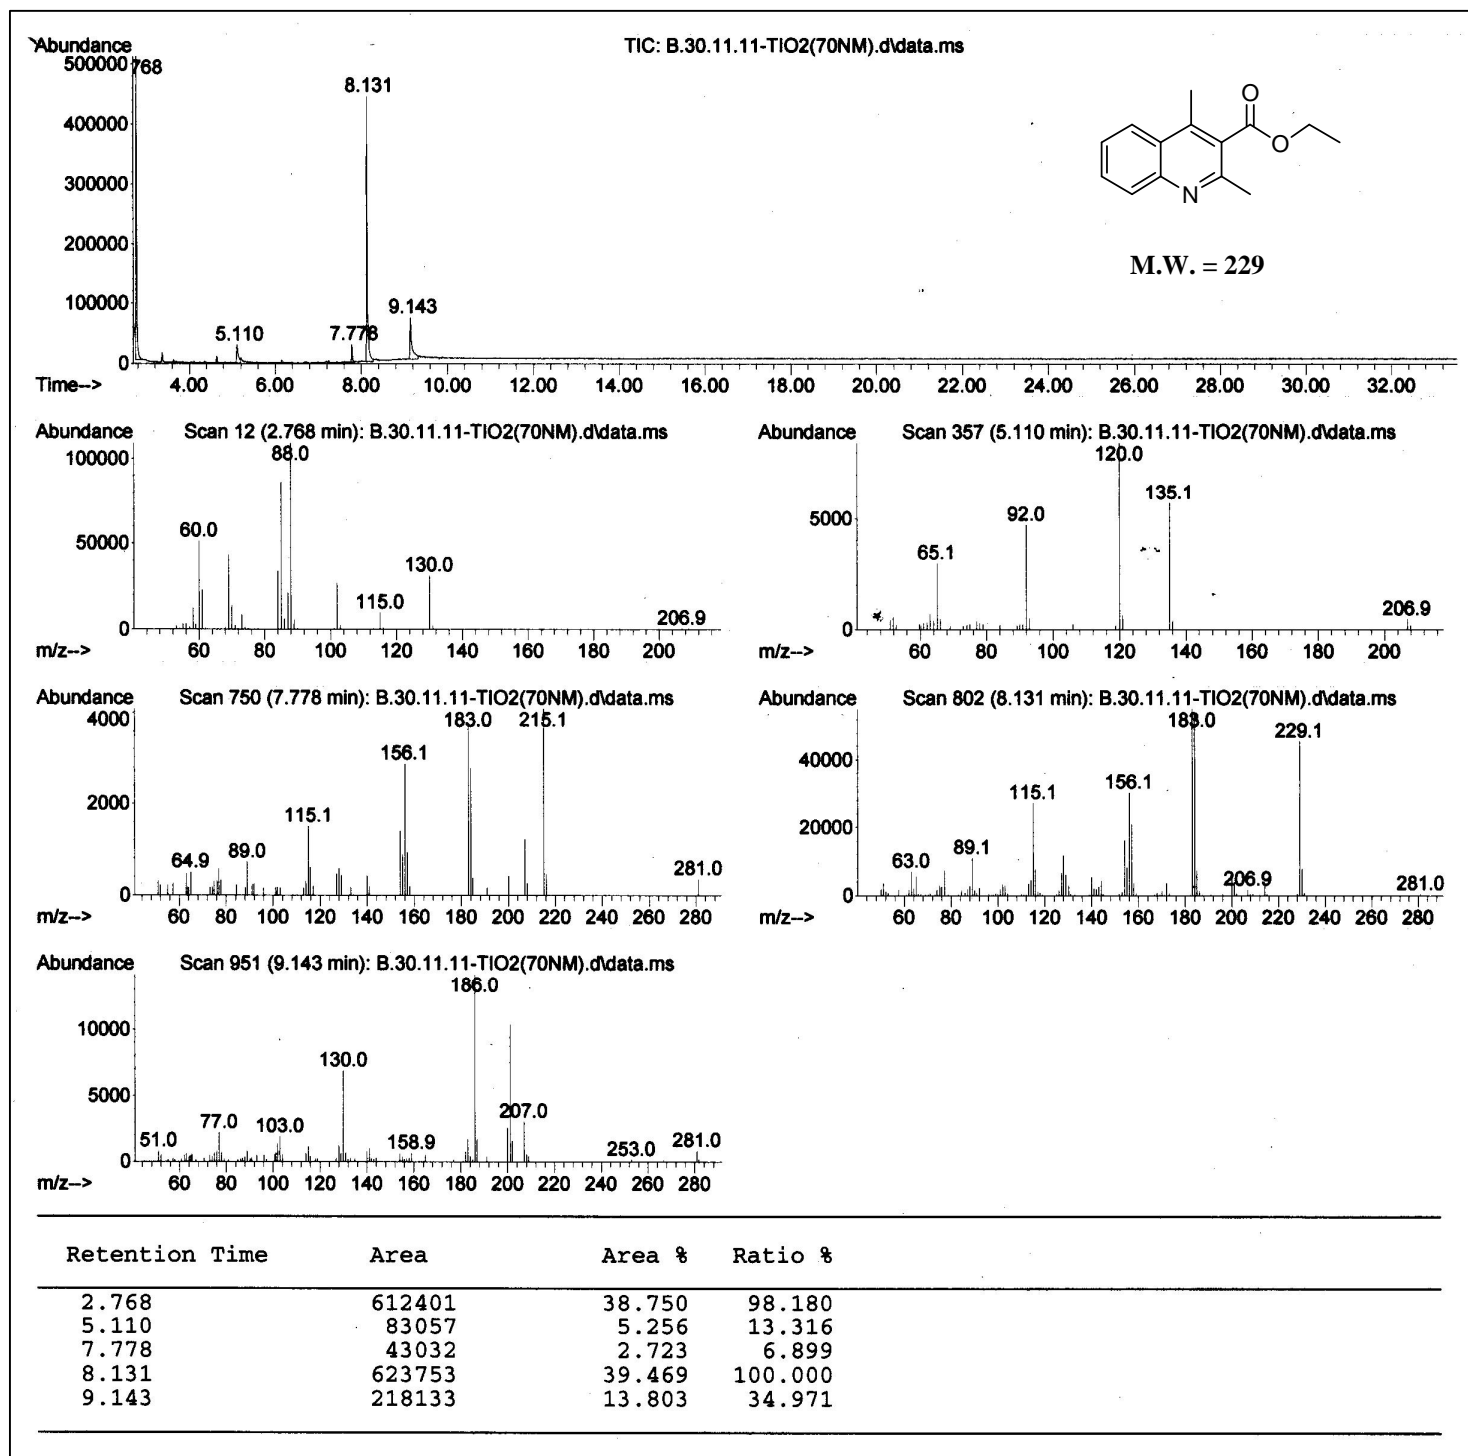 Abundance TIC: B.30.11.11-TIO2(70NM).d\data.ms
500000 768
8.131
400000
300000
200000
100000
9.143
5.110 7.778
0
Time--> 4.00 6.00 8.00 10.00 12.00 14.00 16.00 18.00 20.00 22.00 24.00 26.00 28.00 30.00 32.00
O
O
N
M.W. = 229
Abundance Scan 12 (2.768 min): B.30.11.11-TIO2(70NM).d\data.ms
100000 88.0
50000 60.0
130.0
115.0
206.9
0
m/z--> 40 60 80 100 120 140 160 180 200
Abundance Scan 357 (5.110 min): B.30.11.11-TIO2(70NM).d\data.ms
120.0
135.1
5000 92.0
65.1
206.9
0
m/z--> 40 60 80 100 120 140 160 180 200
Abundance Scan 750 (7.778 min): B.30.11.11-TIO2(70NM).d\data.ms
4000 183.0 215.1
156.1
2000
115.1
64.9 89.0
281.0
0
m/z--> 60 80 100 120 140 160 180 200 220 240 260 280
Abundance Scan 802 (8.131 min): B.30.11.11-TIO2(70NM).d\data.ms
183.0
229.1
40000
115.1 156.1
20000
63.0 89.1
206.9 281.0
0
m/z--> 60 80 100 120 140 160 180 200 220 240 260 280
Abundance Scan 951 (9.143 min): B.30.11.11-TIO2(70NM).d\data.ms
186.0
10000
130.0
5000
51.0 77.0 103.0 158.9 207.0 253.0 281.0
0
m/z--> 60 80 100 120 140 160 180 200 220 240 260 280
Retention Time Area Area % Ratio %
2.768 612401 38.750 98.180
5.110 83057 5.256 13.316
7.778 43032 2.723 6.899
8.131 623753 39.469 100.000
9.143 218133 13.803 34.971